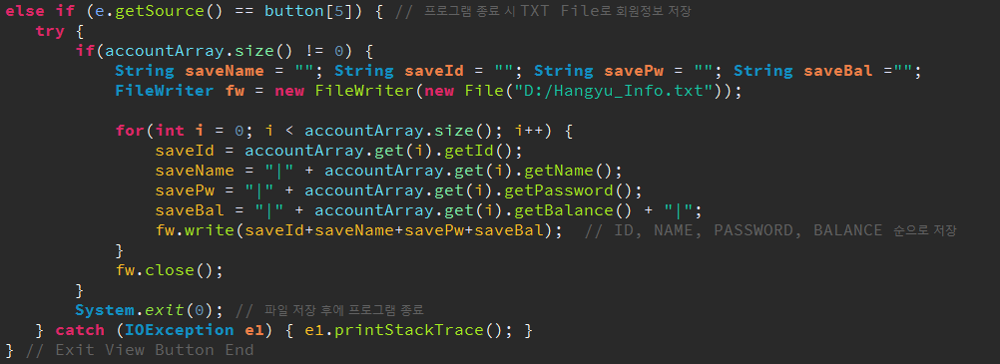 else if (e.getSource() == button[5]) { // 프로그램 종료 시 TXT File로 회원정보 저장
try {
if(accountArray.size() != 0) {
String saveName = ""; String saveId = ""; String savePw = ""; String saveBal ="";
FileWriter fw = new FileWriter(new File("D:/Hangyu_Info.txt"));
for(int i = 0; i < accountArray.size(); i++) {
saveId = accountArray.get(i).getId();
saveName = "|" + accountArray.get(i).getName();
savePw = "|" + accountArray.get(i).getPassword();
saveBal = "|" + accountArray.get(i).getBalance() + "|";
fw.write(saveId+saveName+savePw+saveBal); // ID, NAME, PASSWORD, BALANCE 순으로 저장
}
fw.close();
}
System.exit(0); // 파일 저장 후에 프로그램 종료
} catch (IOException e1) { e1.printStackTrace(); }
} // Exit View Button End